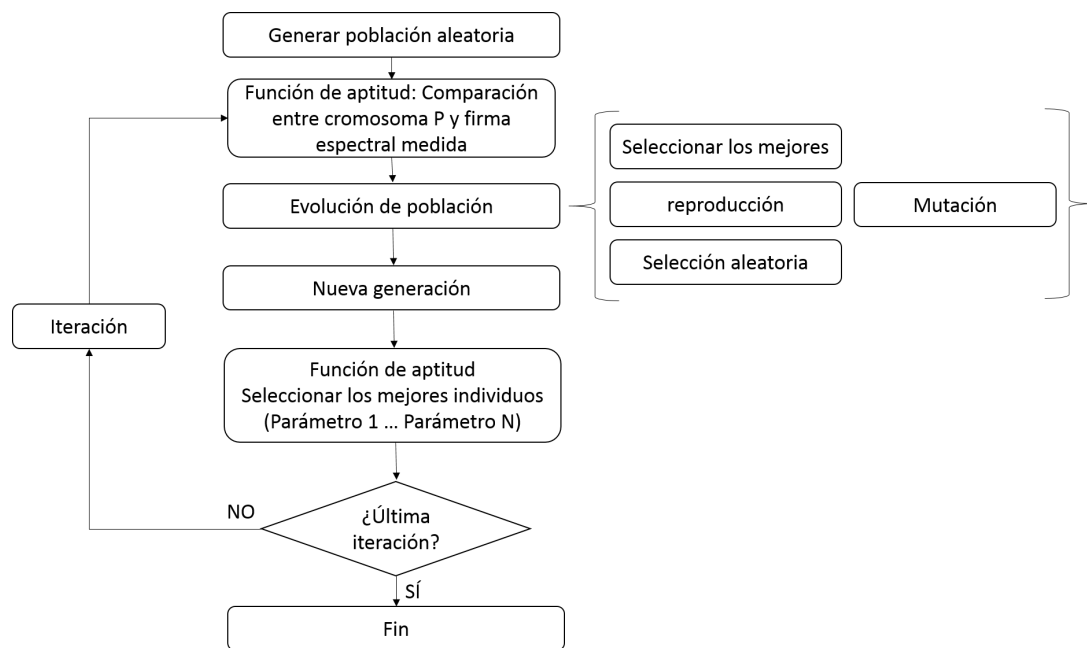 Generar población aleatoria
Función de aptitud: Comparación
entre cromosoma P y firma
espectral medida
Evolución de población
Seleccionar los mejores
reproducción
Mutación
Selección aleatoria
Nueva generación
Iteración
Función de aptitud
Seleccionar los mejores individuos
(Parámetro 1 ... Parámetro N)
NO
¿Última
iteración?
SÍ
Fin